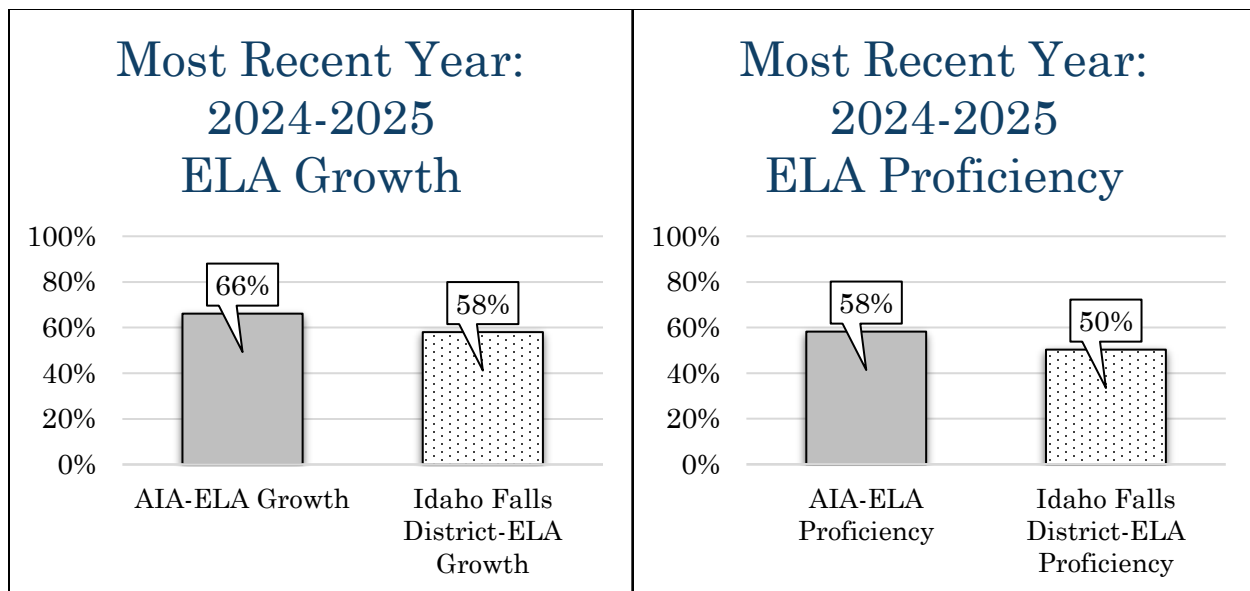 Most Recent Year:
2024-2025
ELA Growth
100%
80%
60%
40%
20%
0%
66%
58%
AIA-ELA Growth
Idaho Falls
District-ELA
Growth
Most Recent Year:
2024-2025
ELA Proficiency
100%
80%
60%
40%
20%
0%
58%
50%
AIA-ELA
Proficiency
Idaho Falls
District-ELA
Proficiency